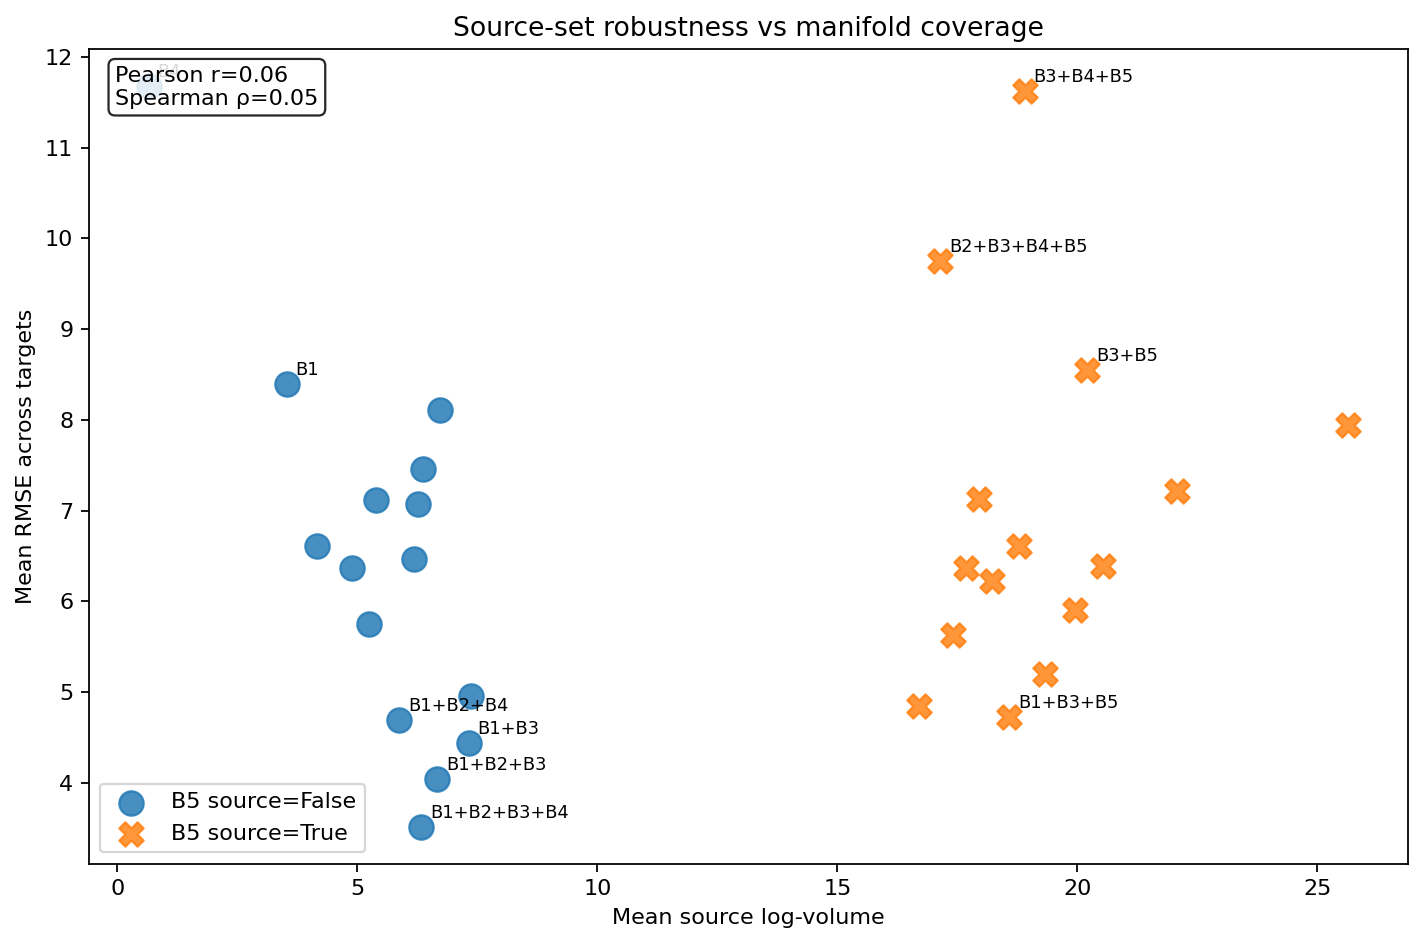 Source-set robustness vs manifold coverage
Pearson r=0.06
Spearman ρ=0.05
B4
B3+B4+B5
B2+B3+B4+B5
B3+B5
B1
B1+B2+B4
B1+B3
B1+B2+B3
B1+B2+B3+B4
B1+B3+B5
B5 source=False
B5 source=True
12
11
10
9
8
7
6
5
4
Mean RMSE across targets
0 5 10 15 20 25
Mean source log-volume